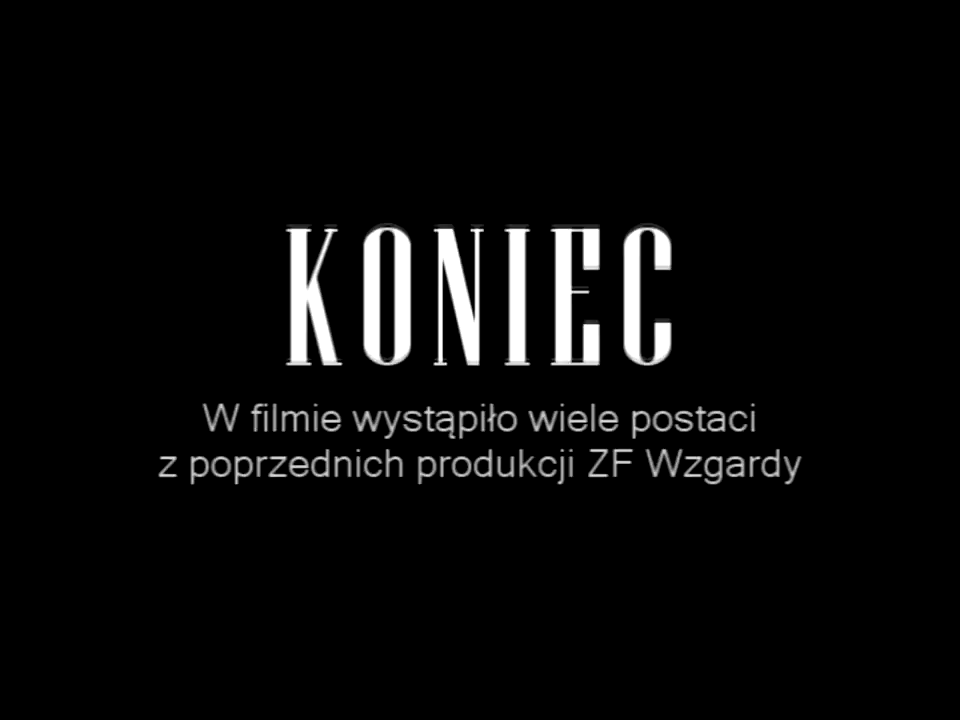 KONIEC
W filmie wystąpiło wiele postaci
z poprzednich produkcji ZF Wzgardy